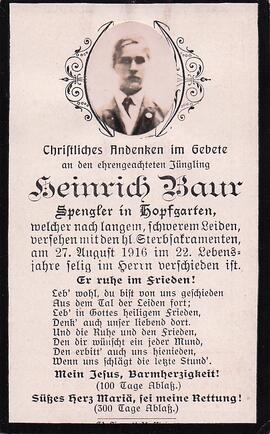 Christliches Andenken im Gebete
an den ehrengeachteten Jüngling
Heinrich Baur
Spengler in Hopfgarten,
welcher nach langem, schwerem Leiden,
versehen mit den hl. Sterbsakramenten,
am 27. August 1916 im 22. Lebens-
jahre selig im Herrn verschieden ist.
Er ruhe im Frieden!
Leb' wohl, du bist von uns geschieden
Aus dem Tal der Leiden fort;
Leb' in Gottes heiligem Frieden,
Denk' auch unser liebend dort.
Und die Ruhe und den Frieden,
Den dir wünscht ein jeder Mund,
Den erbitt' auch uns hienieden,
Wenn uns schlägt die letzte Stund'.
Mein Jesus, Barmherzigkeit!
(100 Tage Ablaß.)
Süßes Herz Mariä, sei meine Rettung!
(300 Tage Ablaß.)